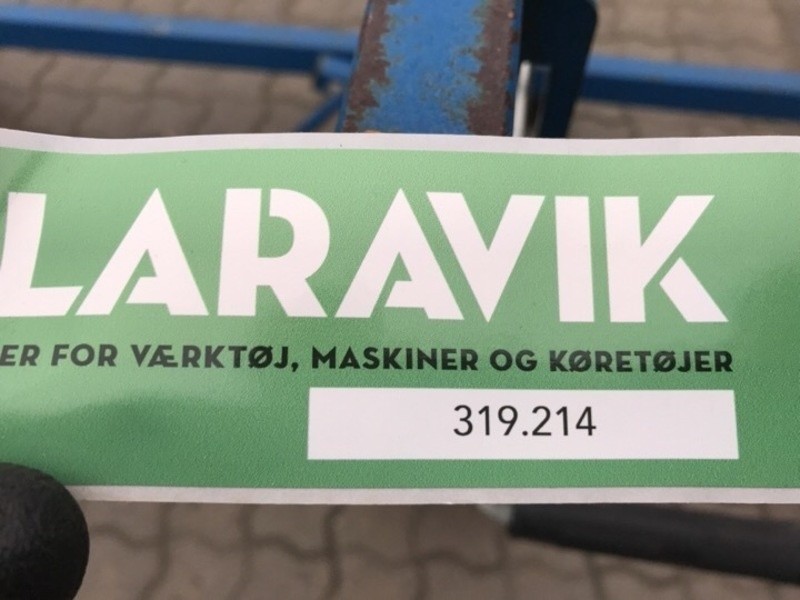 LARAVIK
ER FOR VÆRKTØJ, MASKINER OG KØRETØJER
319.214